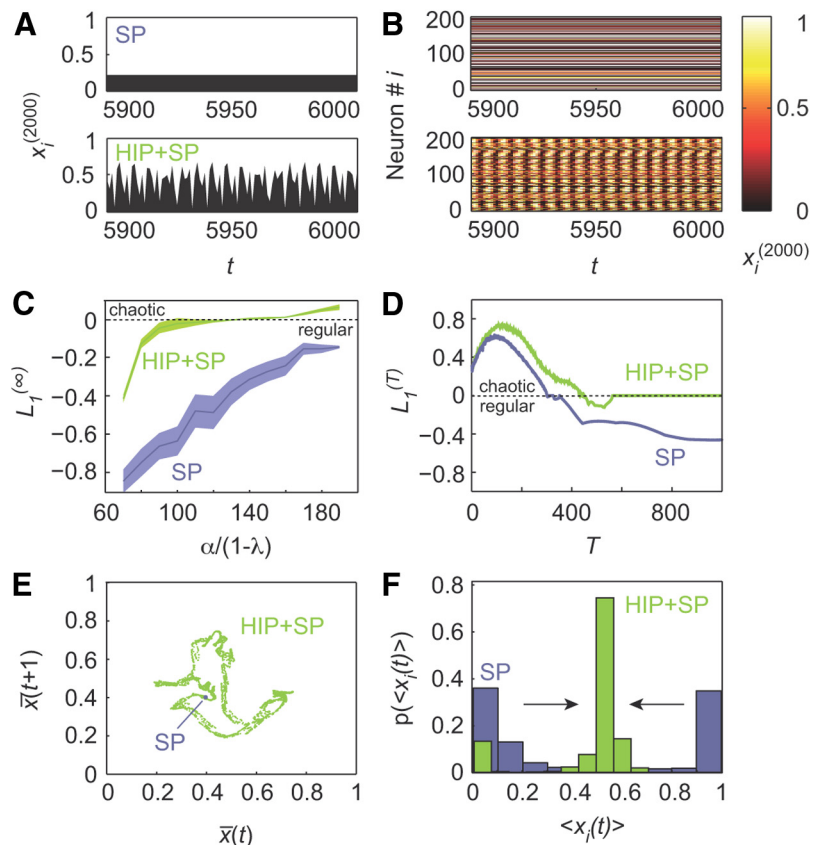 A
SP
1
0.5
0
5900 5950 6000
x_i^(2000)
HIP+SP
1
0.5
0
5900 5950 6000
t
B
200
100
0
5900 5950 6000
Neuron # i
200
100
0
5900 5950 6000
t
1
0.5
0
x_i^(2000)
C
chaotic
0
regular
−0.2
HIP+SP
−0.4
L_1^(∞)
−0.6
SP
−0.8
60 100 140 180
α/(1-λ)
D
0.8
0.4
HIP+SP
L_1^(T)
0
chaotic
regular
−0.4
SP
−0.8
0 400 800
T
E
1
0.8
HIP+SP
0.6
x̄(t+1)
0.4
0.2
SP
0
0 0.2 0.4 0.6 0.8 1
x̄(t)
F
0.8
HIP+SP
0.6
p(<x_i(t)>)
0.4
SP
0.2
0
0 0.2 0.4 0.6 0.8 1
<x_i(t)>